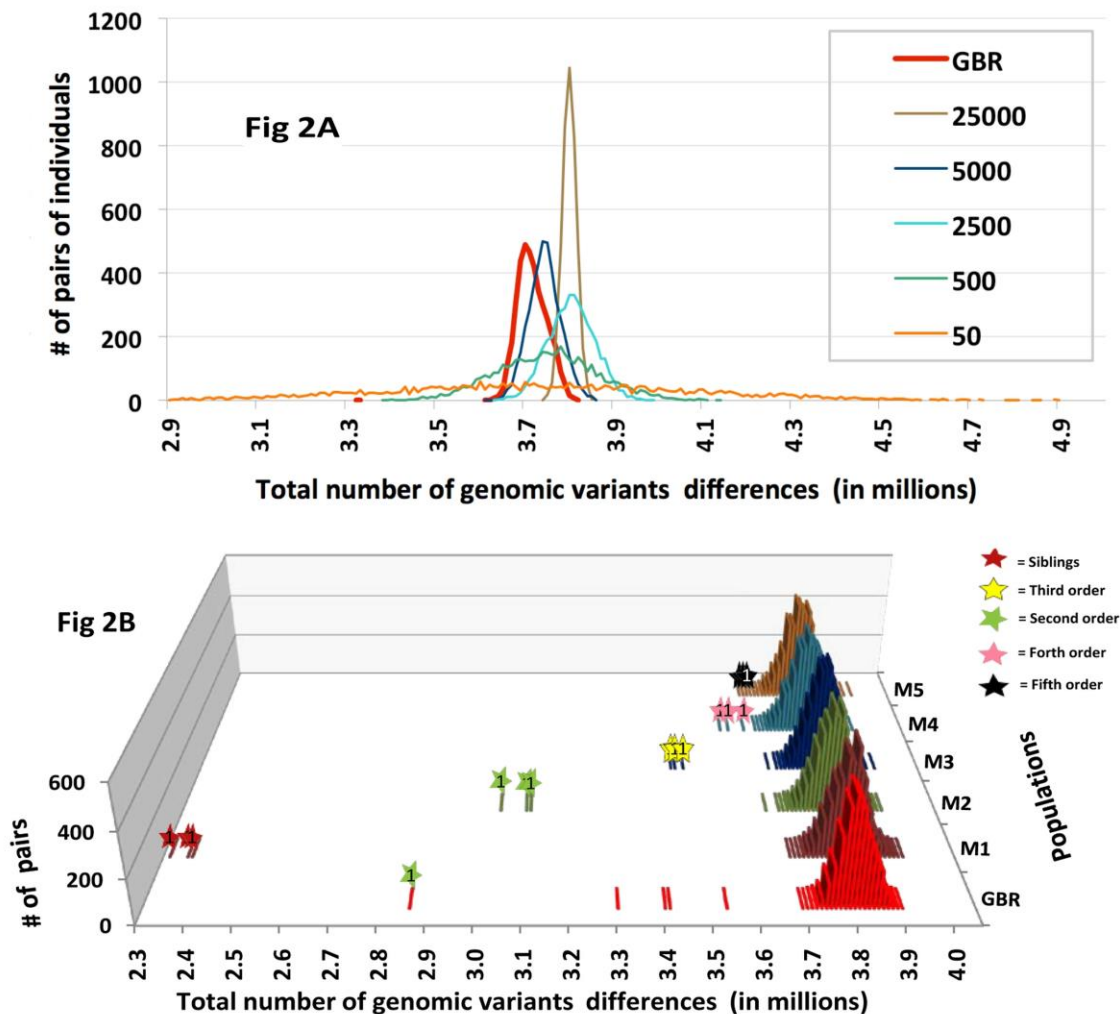 1200
1000
800
600
400
200
0
# of pairs of individuals
Fig 2A
GBR
25000
5000
2500
500
50
2.9
3.1
3.3
3.5
3.7
3.9
4.1
4.3
4.5
4.7
4.9
Total number of genomic variants differences (in millions)
Fig 2B
= Siblings
= Third order
= Second order
= Forth order
= Fifth order
1
1
1
1
1
1
1
1
1
1
1
1
M5
M4
M3
M2
M1
GBR
Populations
600
400
200
0
# of pairs
2.3
2.4
2.5
2.6
2.7
2.8
2.9
3.1
3.2
3.3
3.4
3.5
3.6
3.7
3.8
3.9
4.0
Total number of genomic variants differences (in millions)